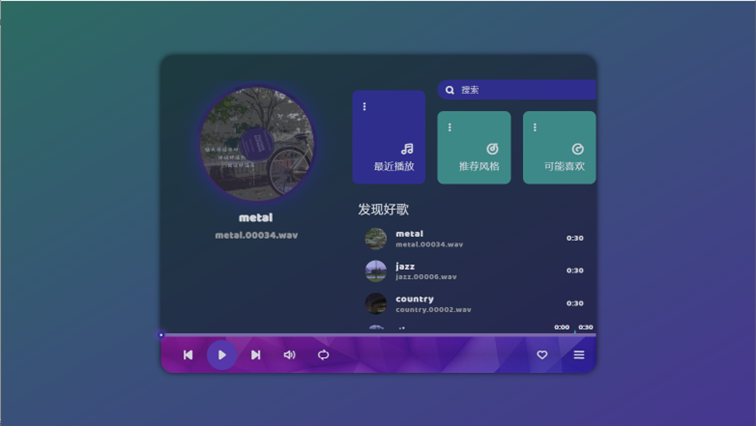 搜索
最近播放
推荐风格
可能喜欢
metal
metal.00034.wav
发现好歌
metal
metal.00034.wav
0:30
jazz
jazz.00006.wav
0:30
country
country.00002.wav
0:30
0:00
0:30